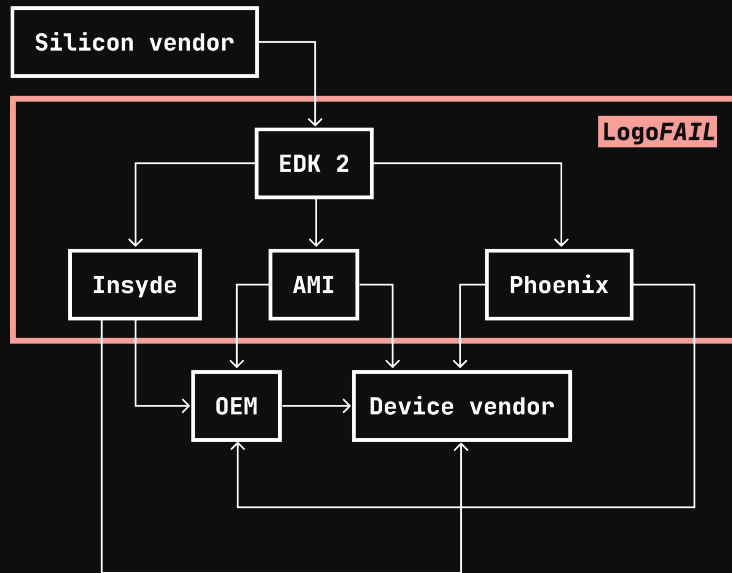 Silicon vendor
LogoFAIL
EDK 2
Insyde
AMI
Phoenix
OEM
Device vendor